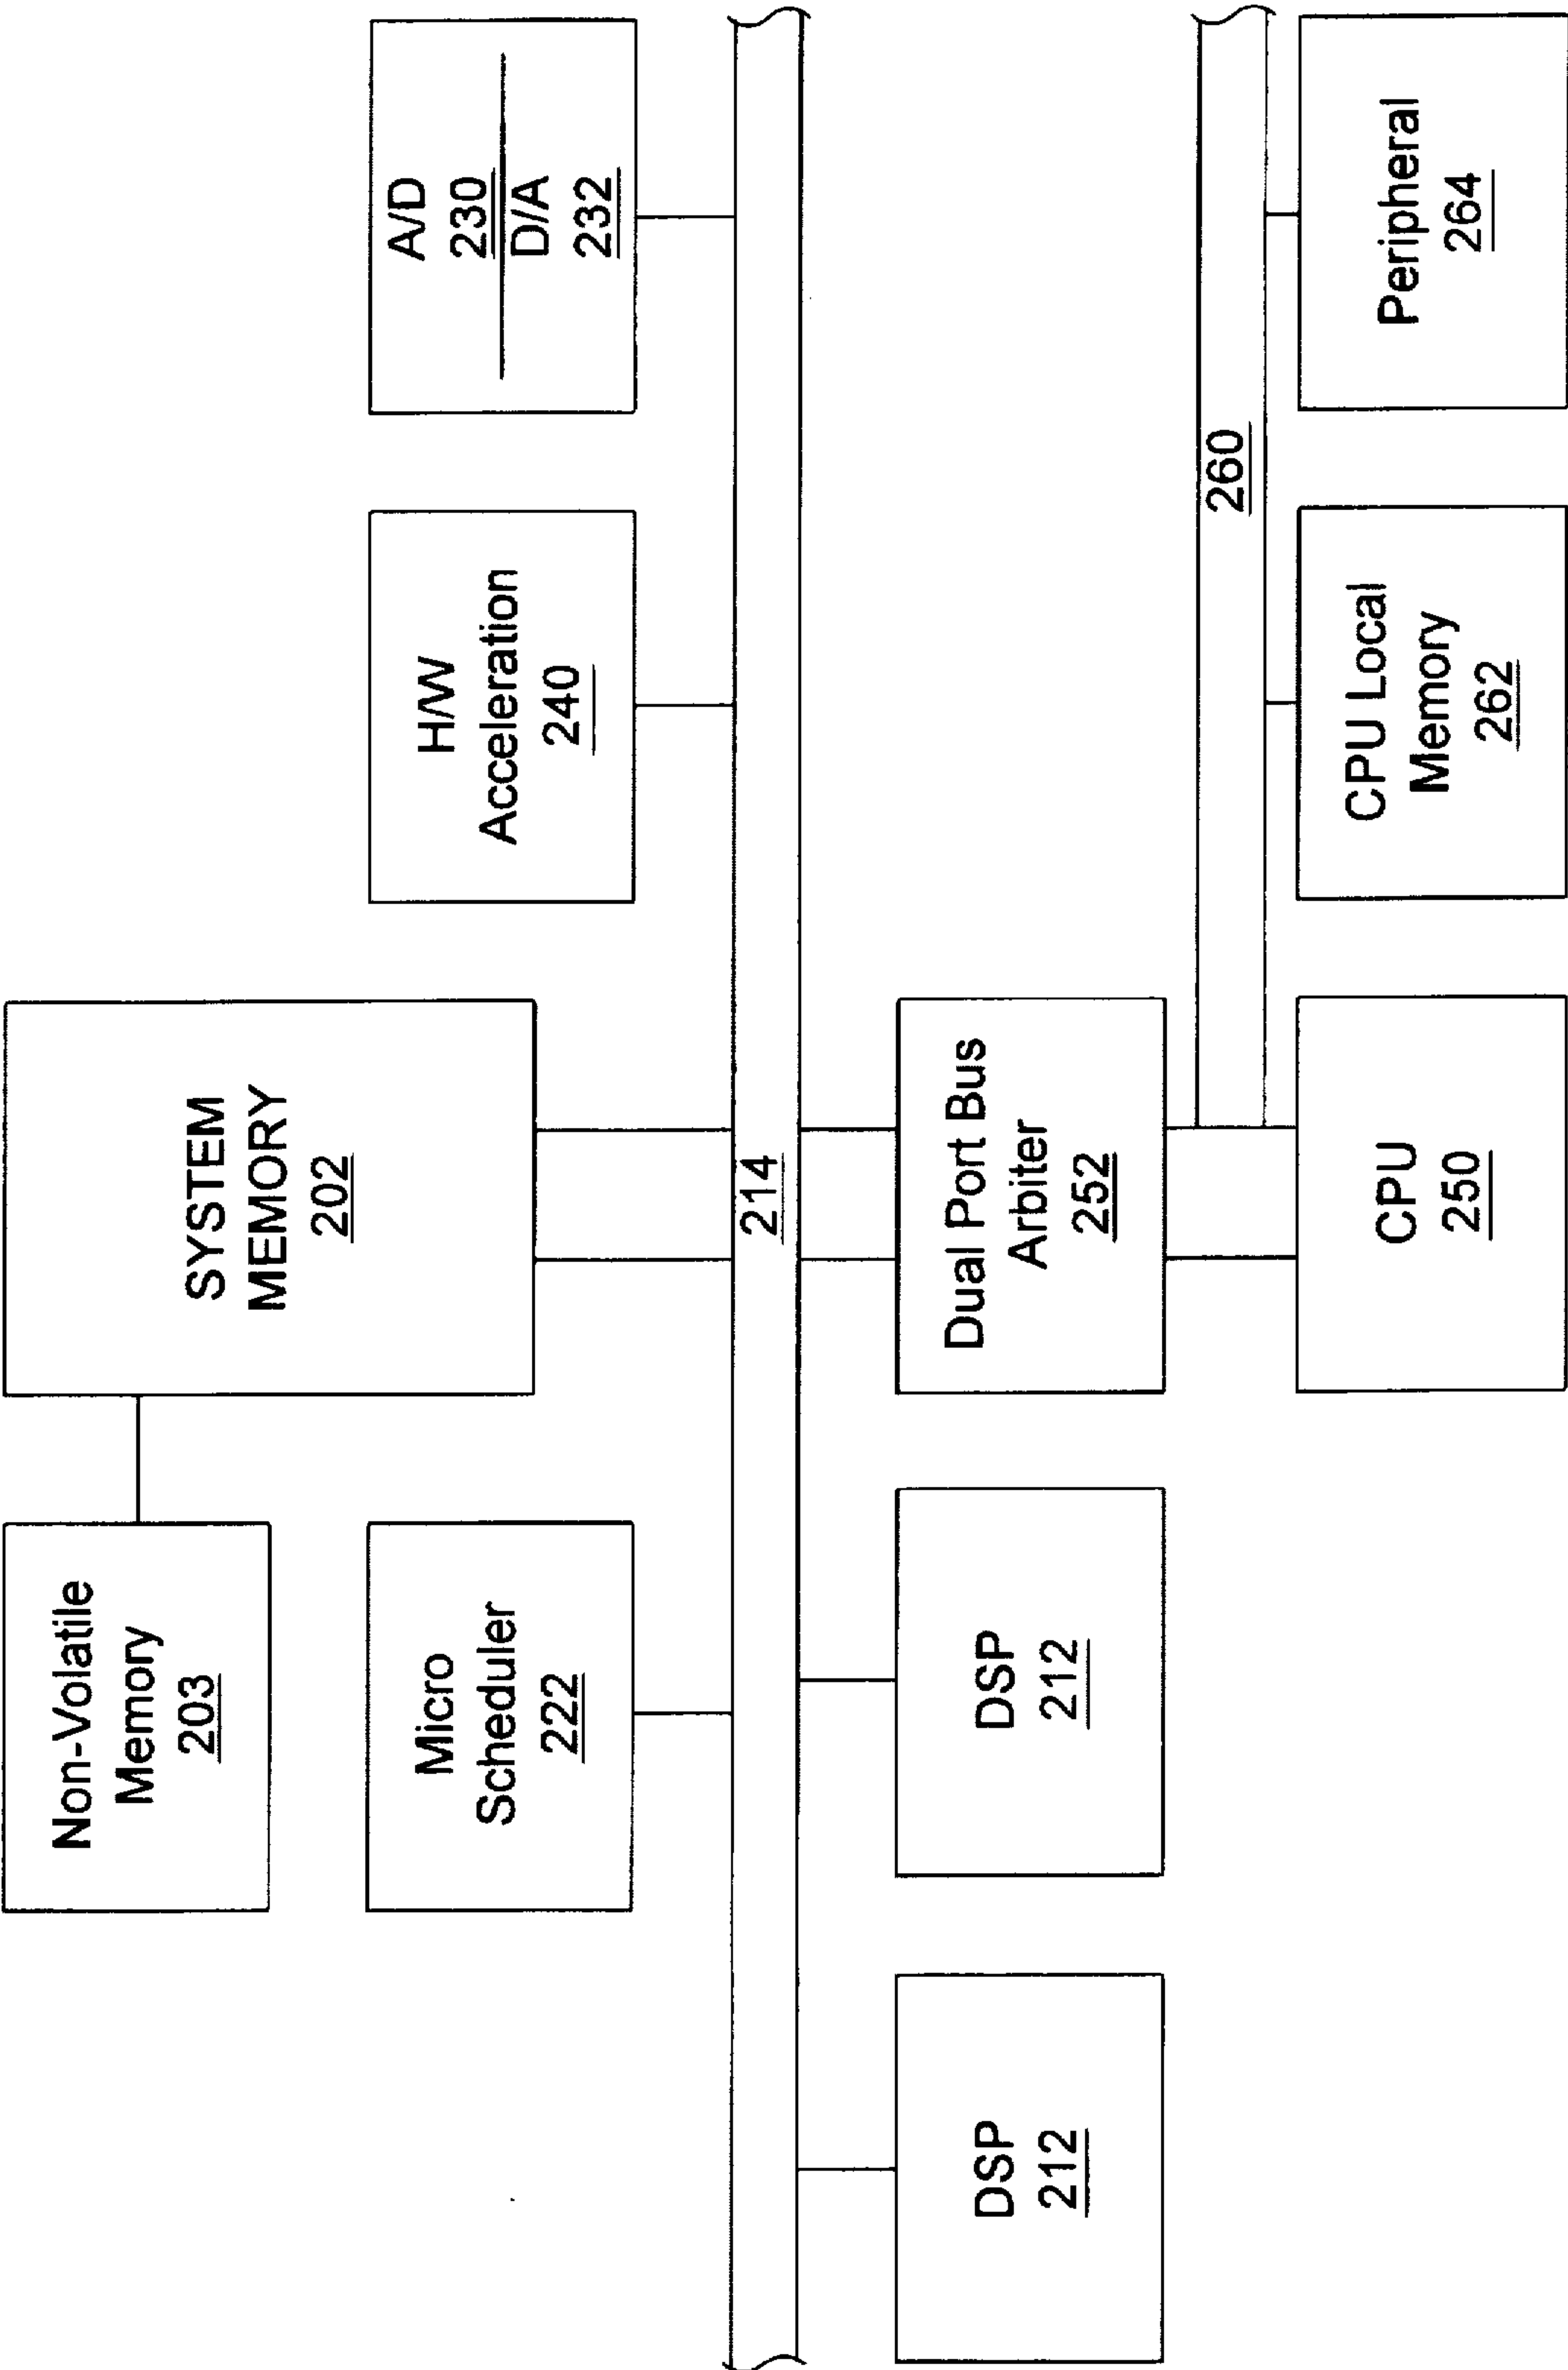 Non-Volatile
Memory
203
SYSTEM
MEMORY
202
Micro
Scheduler
222
H/W
Acceleration
240
A/D
230
D/A
232
214
DSP
212
DSP
212
Dual Port Bus
Arbiter
252
260
CPU
250
CPU Local
Memory
262
Peripheral
264